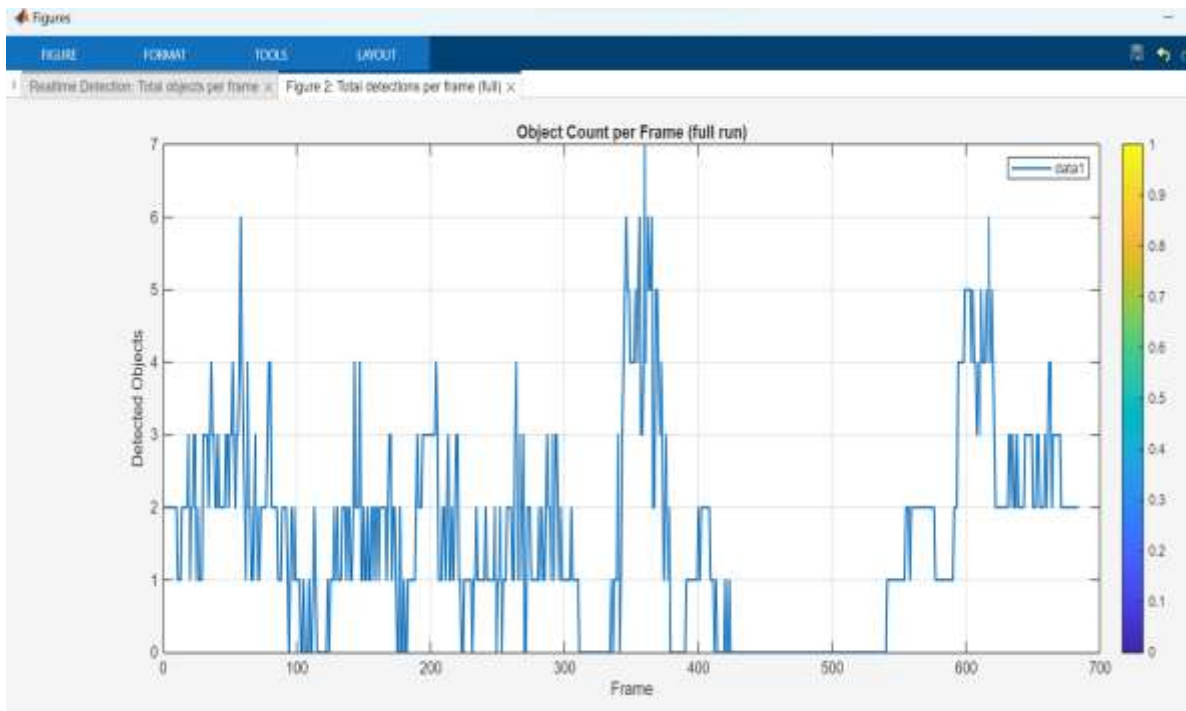 Figures
FIGURE FORMAT TOOLS LAYOUT
Realtime Detection: Total objects per frame × Figure 2: Total detections per frame (full) ×
Object Count per Frame (full run)
data1
Detected Objects
7
6
5
4
3
2
1
0
0 100 200 300 400 500 600 700
Frame
1
0.9
0.8
0.7
0.6
0.5
0.4
0.3
0.2
0.1
0